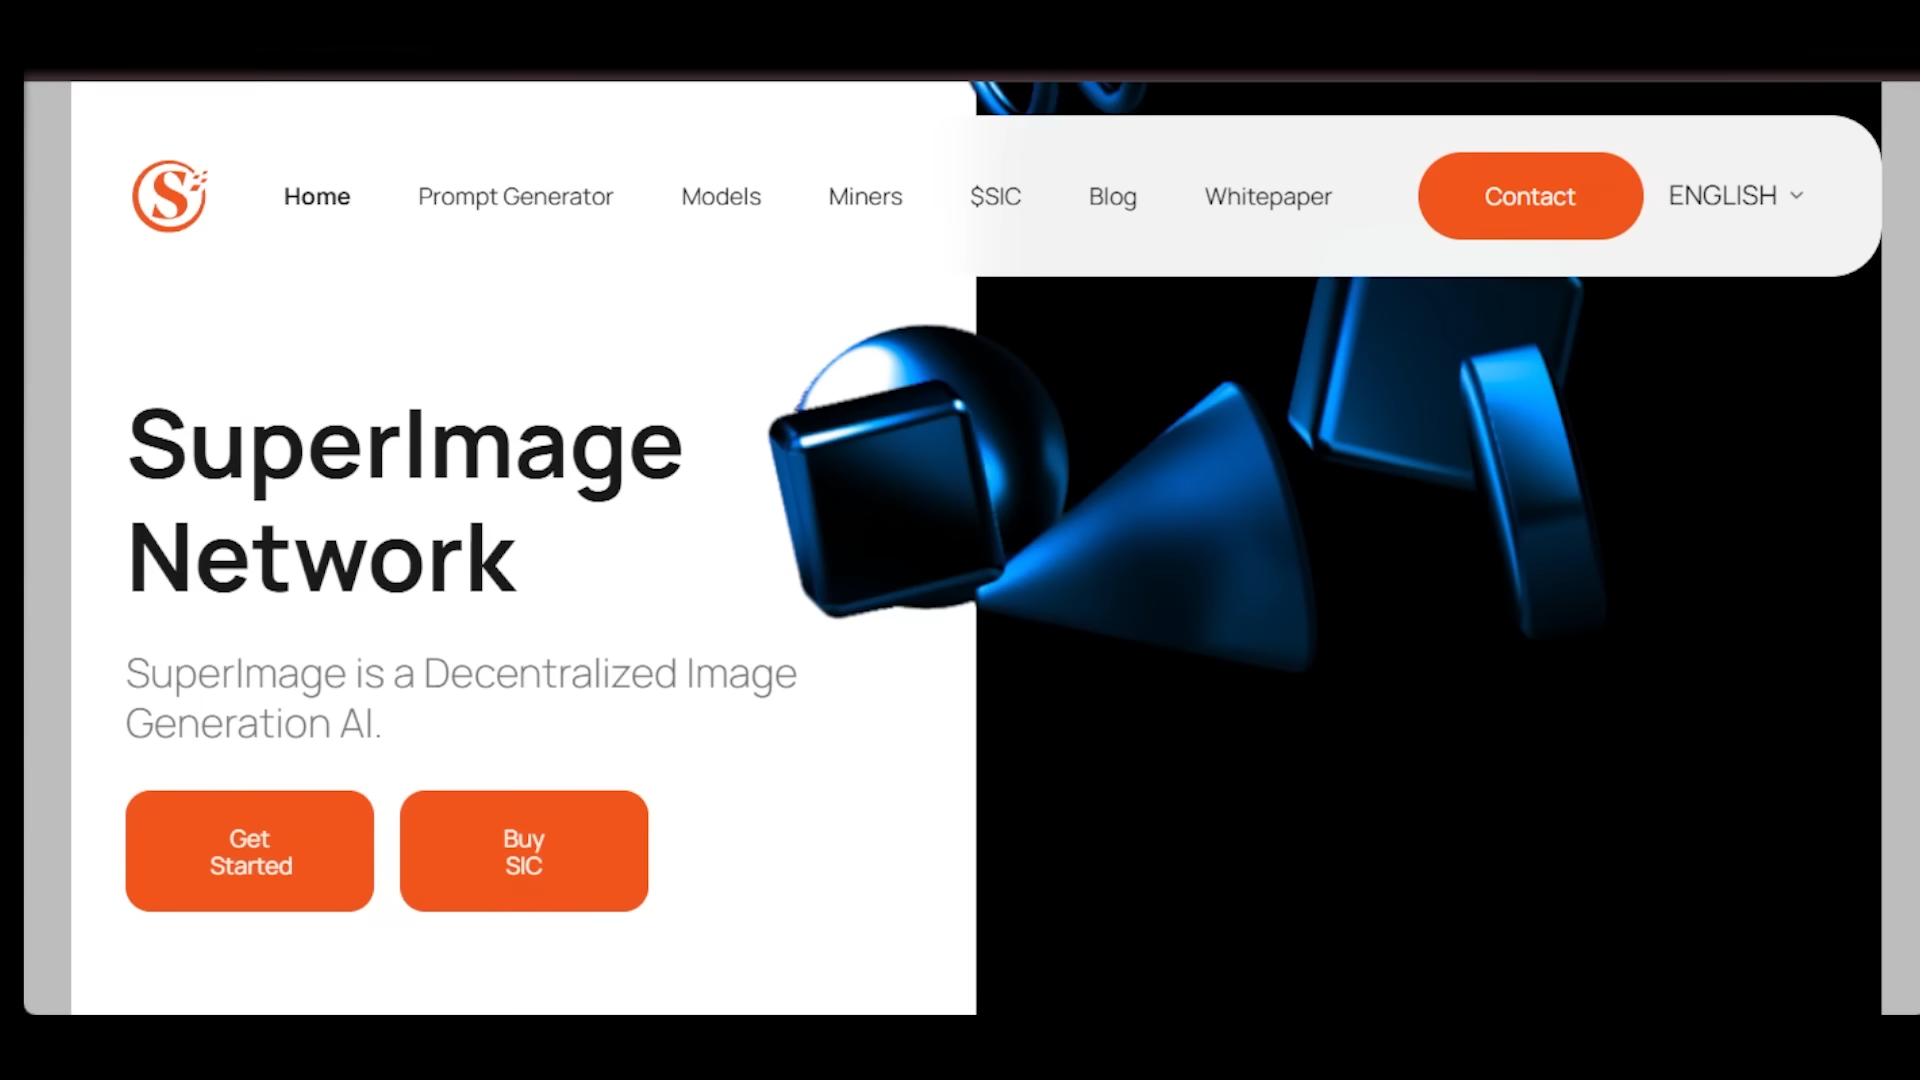 S
Home Prompt Generator Models Miners $SIC Blog Whitepaper Contact ENGLISH
SuperImage
Network
SuperImage is a Decentralized Image
Generation AI.
Get
Started
Buy
SIC